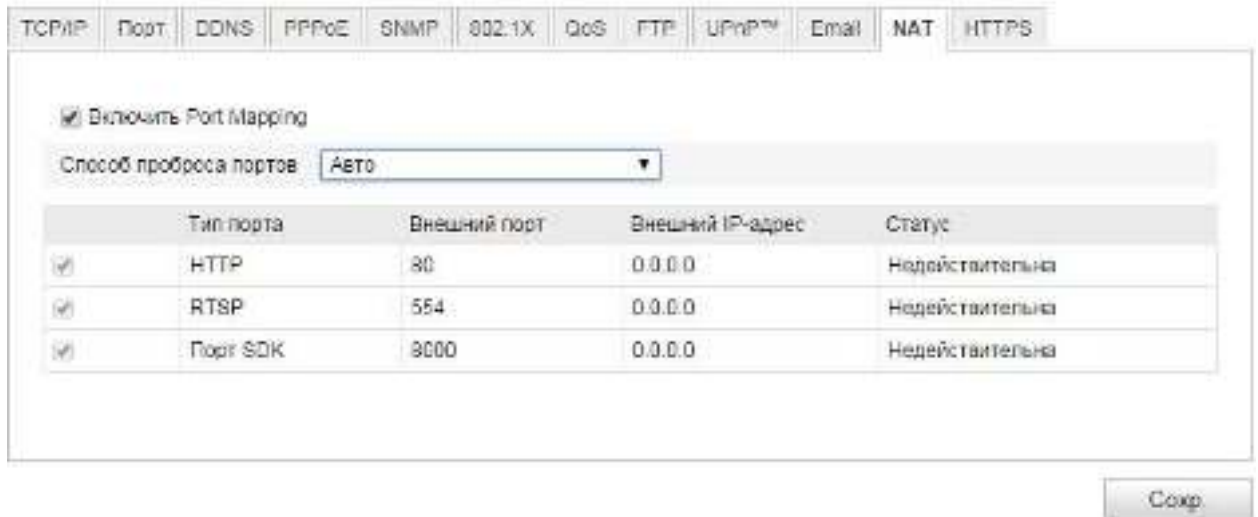 TCP/IP Порт DDNS PPPoE SNMP 802.1X QoS FTP UPnP™ Email NAT HTTPS
Включить Port Mapping
Способ проброса портов Авто
Тип порта Внешний порт Внешний IP-адрес Статус
HTTP 80 0.0.0.0 Недействительна
RTSP 554 0.0.0.0 Недействительна
Порт SDK 8000 0.0.0.0 Недействительна
Сохр.